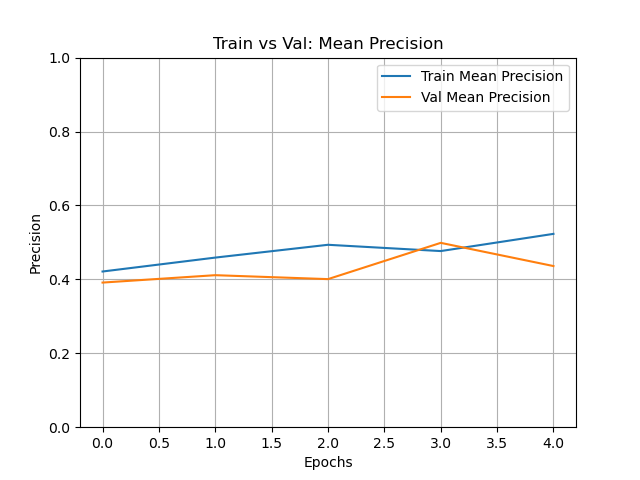 Train vs Val: Mean Precision
Train Mean Precision
Val Mean Precision
Precision
1.0
0.8
0.6
0.4
0.2
0.0
0.0 0.5 1.0 1.5 2.0 2.5 3.0 3.5 4.0
Epochs